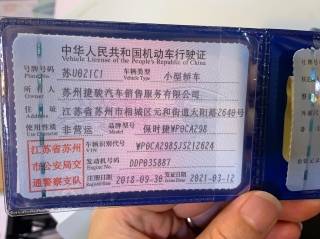 中华人民共和国机动车行驶证
Vehicle License of the People's Republic of China
号牌号码 苏U021C1 车辆类型 小型轿车
Plate No. Vehicle Type
所有人 苏州捷骏汽车销售服务有限公司
Owner
住址 江苏省苏州市相城区元和街道太阳路2640号
Address
使用性质 非营运 品牌型号 保时捷WP0CA298
Use Character Model
江苏省苏州市公安局交通警察支队
车辆识别代号 WP0CA2985JS212624
VIN
发动机号码 DDP035887
Engine No.
注册日期 2018-09-30 发证日期 2021-03-12
Register Date Issue Date